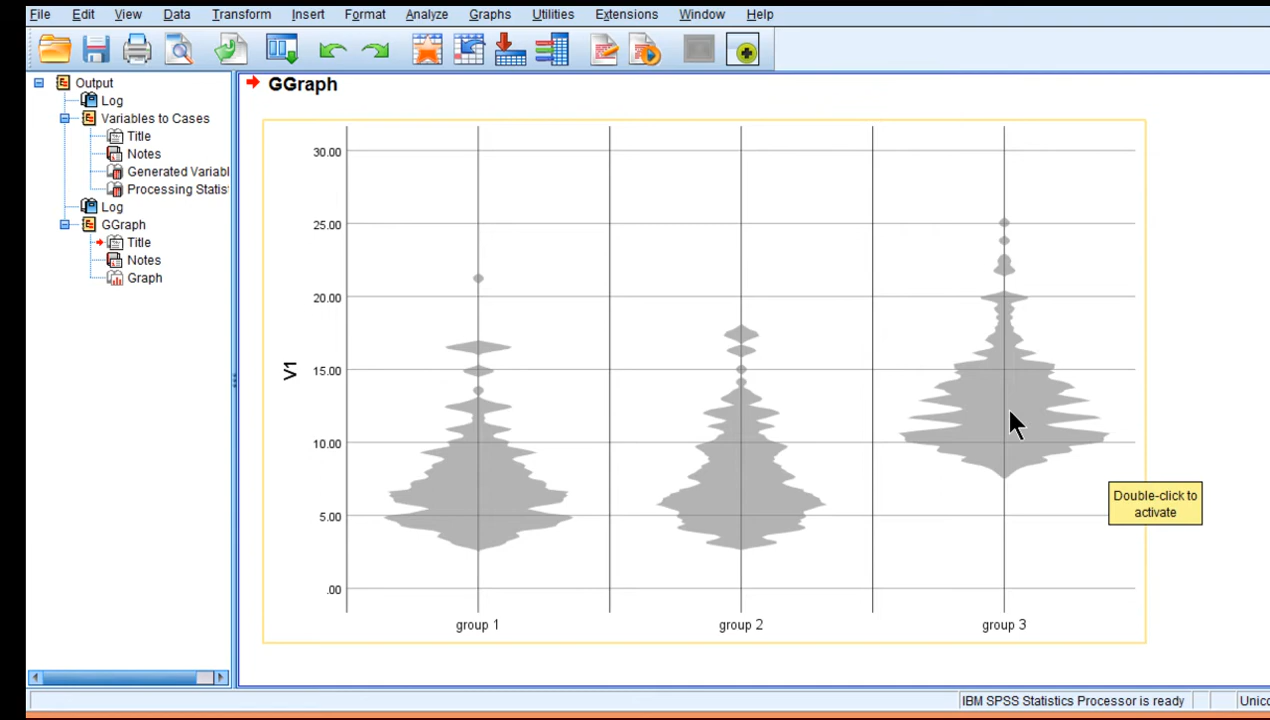 File Edit View Data Transform Insert Format Analyze Graphs Utilities Extensions Window Help
Output
Log
Variables to Cases
Title
Notes
Generated Variabl
Processing Statis
Log
GGraph
Title
Notes
Graph
GGraph
30.00
25.00
20.00
15.00
10.00
5.00
.00
V1
group 1 group 2 group 3
Double-click to
activate
IBM SPSS Statistics Processor is ready Unico